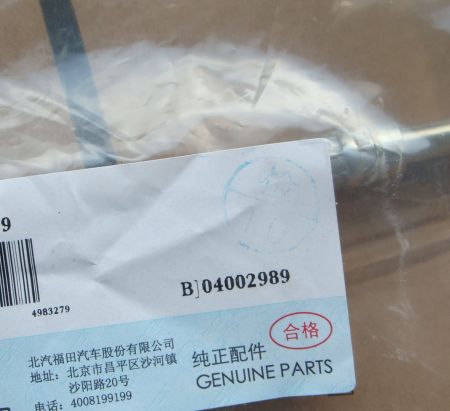 9
4983279
B]04002989
合格
北汽福田汽车股份有限公司
地址：北京市昌平区沙河镇
沙阳路20号
电话：4008199199
纯正配件
GENUINE PARTS